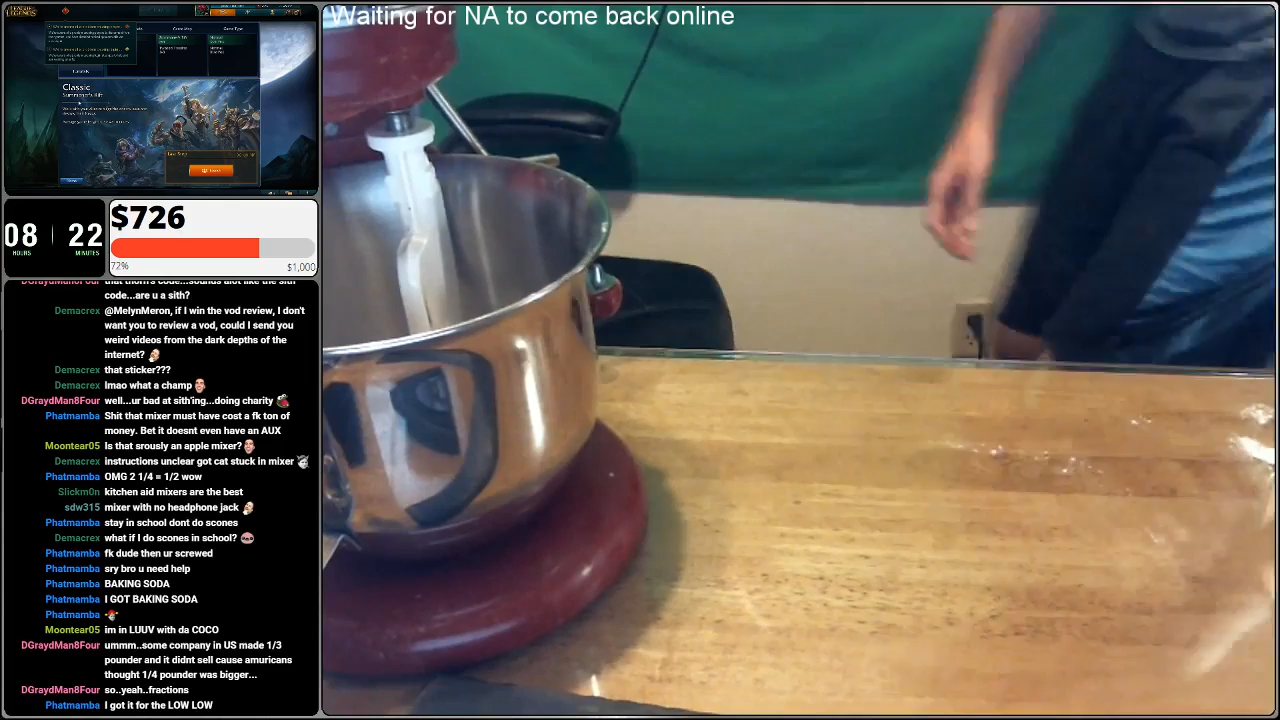 Waiting for NA to come back online
Classic
Summoner's Rift
$726
08 22
HOURS MINUTES
72% $1,000
DGraydMan8Four that thorn's code...sounds alot like the sith
code...are u a sith?
Demacrex @MelynMeron, if I win the vod review, I don't
want you to review a vod, could I send you
weird videos from the dark depths of the
internet?
Demacrex that sticker???
Demacrex lmao what a champ
DGraydMan8Four well...ur bad at sith'ing...doing charity
Phatmamba Shit that mixer must have cost a fk ton of
money. Bet it doesnt even have an AUX
Moontear05 Is that srously an apple mixer?
Demacrex instructions unclear got cat stuck in mixer
Phatmamba OMG 2 1/4 = 1/2 wow
Slickm0n kitchen aid mixers are the best
sdw315 mixer with no headphone jack
Phatmamba stay in school dont do scones
Demacrex what if I do scones in school?
Phatmamba fk dude then ur screwed
Phatmamba sry bro u need help
Phatmamba BAKING SODA
Phatmamba I GOT BAKING SODA
Phatmamba
Moontear05 im in LUUV with da COCO
DGraydMan8Four ummm..some company in US made 1/3
pounder and it didnt sell cause amuricans
thought 1/4 pounder was bigger...
DGraydMan8Four so..yeah..fractions
Phatmamba I got it for the LOW LOW